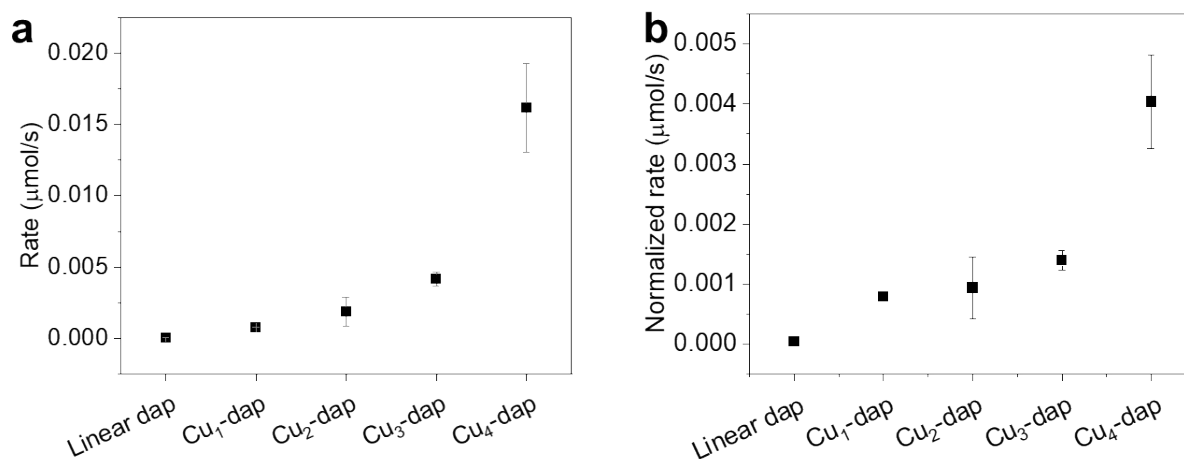 a
Rate (μmol/s)
0.020
0.015
0.010
0.005
0.000
Linear dap
Cu₁-dap
Cu₂-dap
Cu₃-dap
Cu₄-dap
b
Normalized rate (μmol/s)
0.005
0.004
0.003
0.002
0.001
0.000
Linear dap
Cu₁-dap
Cu₂-dap
Cu₃-dap
Cu₄-dap